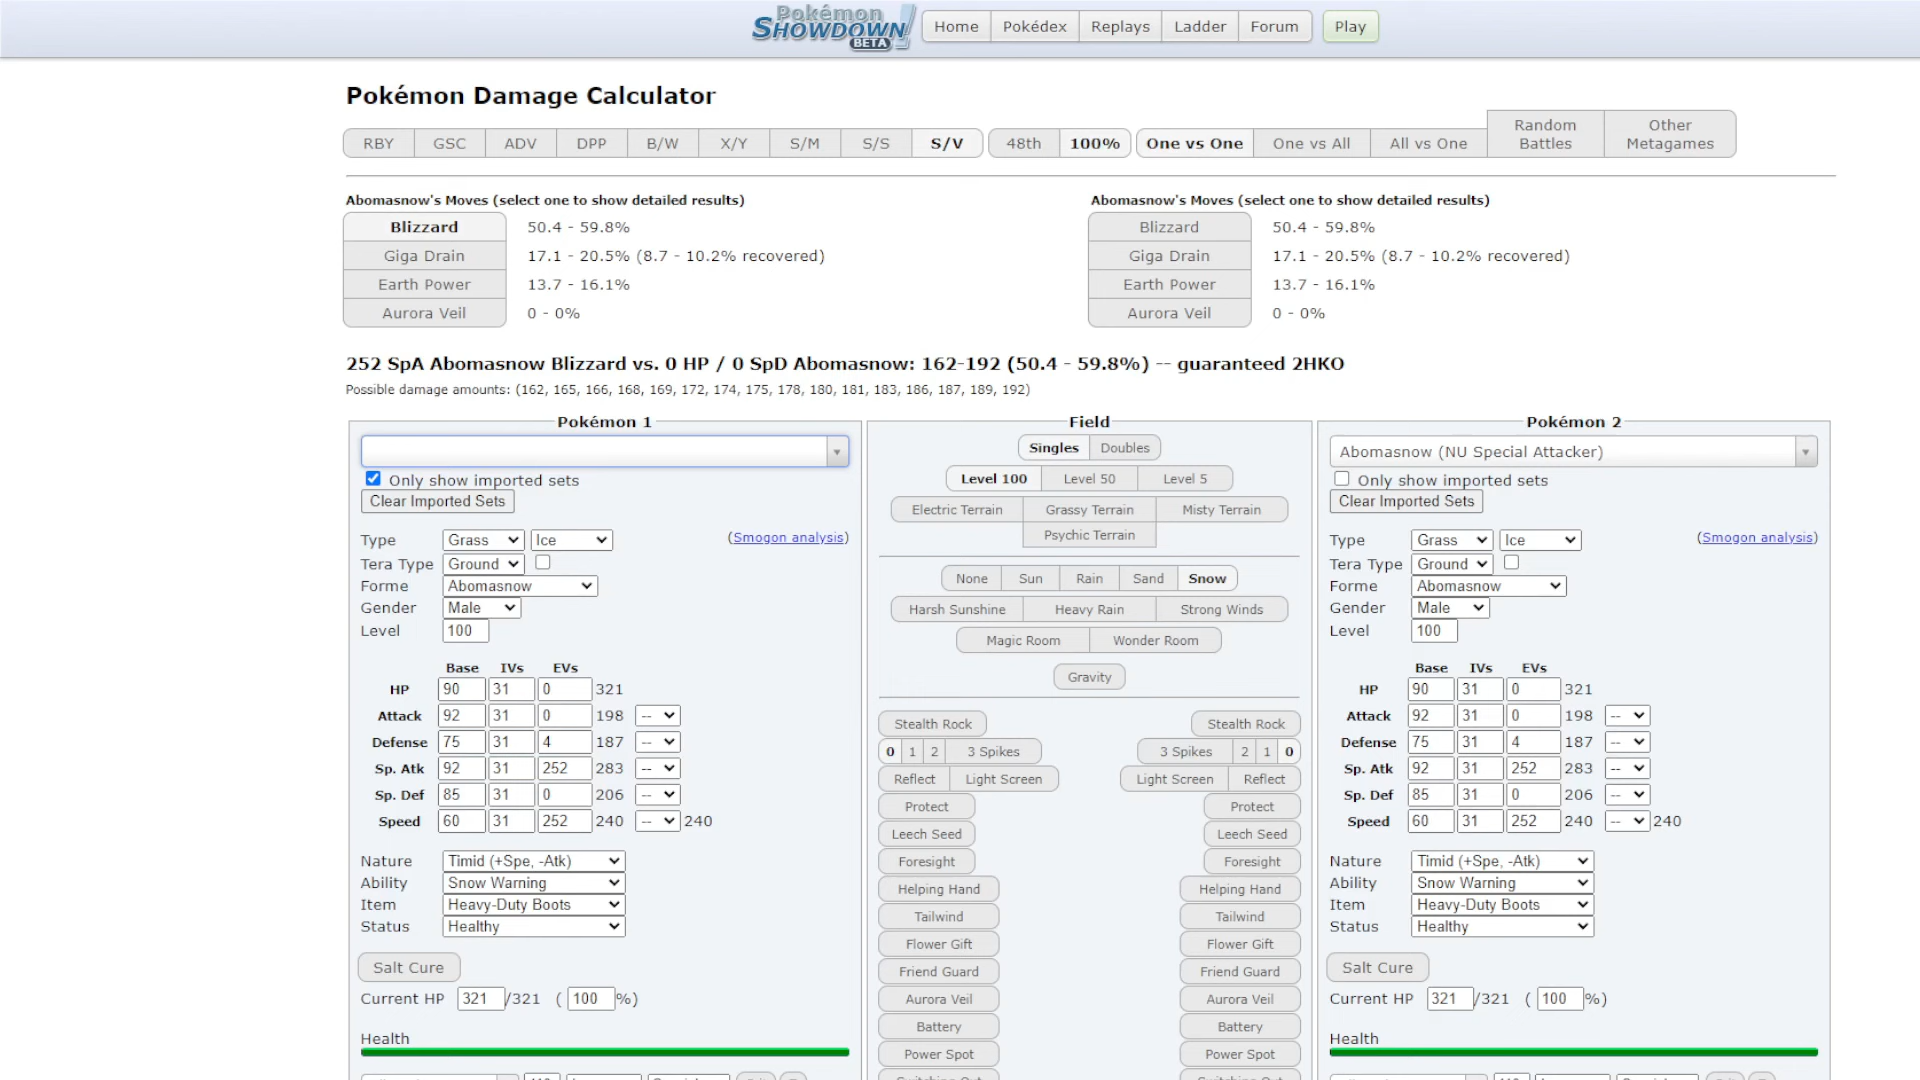 Pokémon SHOWDOWN! BETA
Home Pokédex Replays Ladder Forum Play
Pokémon Damage Calculator
RBY GSC ADV DPP B/W X/Y S/M S/S S/V 48th 100% One vs One One vs All All vs One Random Battles Other Metagames
Abomasnow's Moves (select one to show detailed results) Abomasnow's Moves (select one to show detailed results)
Blizzard 50.4 - 59.8% Blizzard 50.4 - 59.8%
Giga Drain 17.1 - 20.5% (8.7 - 10.2% recovered) Giga Drain 17.1 - 20.5% (8.7 - 10.2% recovered)
Earth Power 13.7 - 16.1% Earth Power 13.7 - 16.1%
Aurora Veil 0 - 0% Aurora Veil 0 - 0%
252 SpA Abomasnow Blizzard vs. 0 HP / 0 SpD Abomasnow: 162-192 (50.4 - 59.8%) -- guaranteed 2HKO
Possible damage amounts: (162, 165, 166, 168, 169, 172, 174, 175, 178, 180, 181, 183, 186, 187, 189, 192)
Pokémon 1
Only show imported sets
Clear Imported Sets
Type Grass Ice (Smogon analysis)
Tera Type Ground
Forme Abomasnow
Gender Male
Level 100
Base IVs EVs
HP 90 31 0 321
Attack 92 31 0 198 --
Defense 75 31 4 187 --
Sp. Atk 92 31 252 283 --
Sp. Def 85 31 0 206 --
Speed 60 31 252 240 -- 240
Nature Timid (+Spe, -Atk)
Ability Snow Warning
Item Heavy-Duty Boots
Status Healthy
Salt Cure
Current HP 321/321 ( 100 %)
Health
Field
Singles Doubles
Level 100 Level 50 Level 5
Electric Terrain Grassy Terrain Misty Terrain
Psychic Terrain
None Sun Rain Sand Snow
Harsh Sunshine Heavy Rain Strong Winds
Magic Room Wonder Room
Gravity
Stealth Rock Stealth Rock
0 1 2 3 Spikes 3 Spikes 2 1 0
Reflect Light Screen Light Screen Reflect
Protect Protect
Leech Seed Leech Seed
Foresight Foresight
Helping Hand Helping Hand
Tailwind Tailwind
Flower Gift Flower Gift
Friend Guard Friend Guard
Aurora Veil Aurora Veil
Battery Battery
Power Spot Power Spot
Pokémon 2
Abomasnow (NU Special Attacker)
Only show imported sets
Clear Imported Sets
Type Grass Ice (Smogon analysis)
Tera Type Ground
Forme Abomasnow
Gender Male
Level 100
Base IVs EVs
HP 90 31 0 321
Attack 92 31 0 198 --
Defense 75 31 4 187 --
Sp. Atk 92 31 252 283 --
Sp. Def 85 31 0 206 --
Speed 60 31 252 240 -- 240
Nature Timid (+Spe, -Atk)
Ability Snow Warning
Item Heavy-Duty Boots
Status Healthy
Salt Cure
Current HP 321/321 ( 100 %)
Health